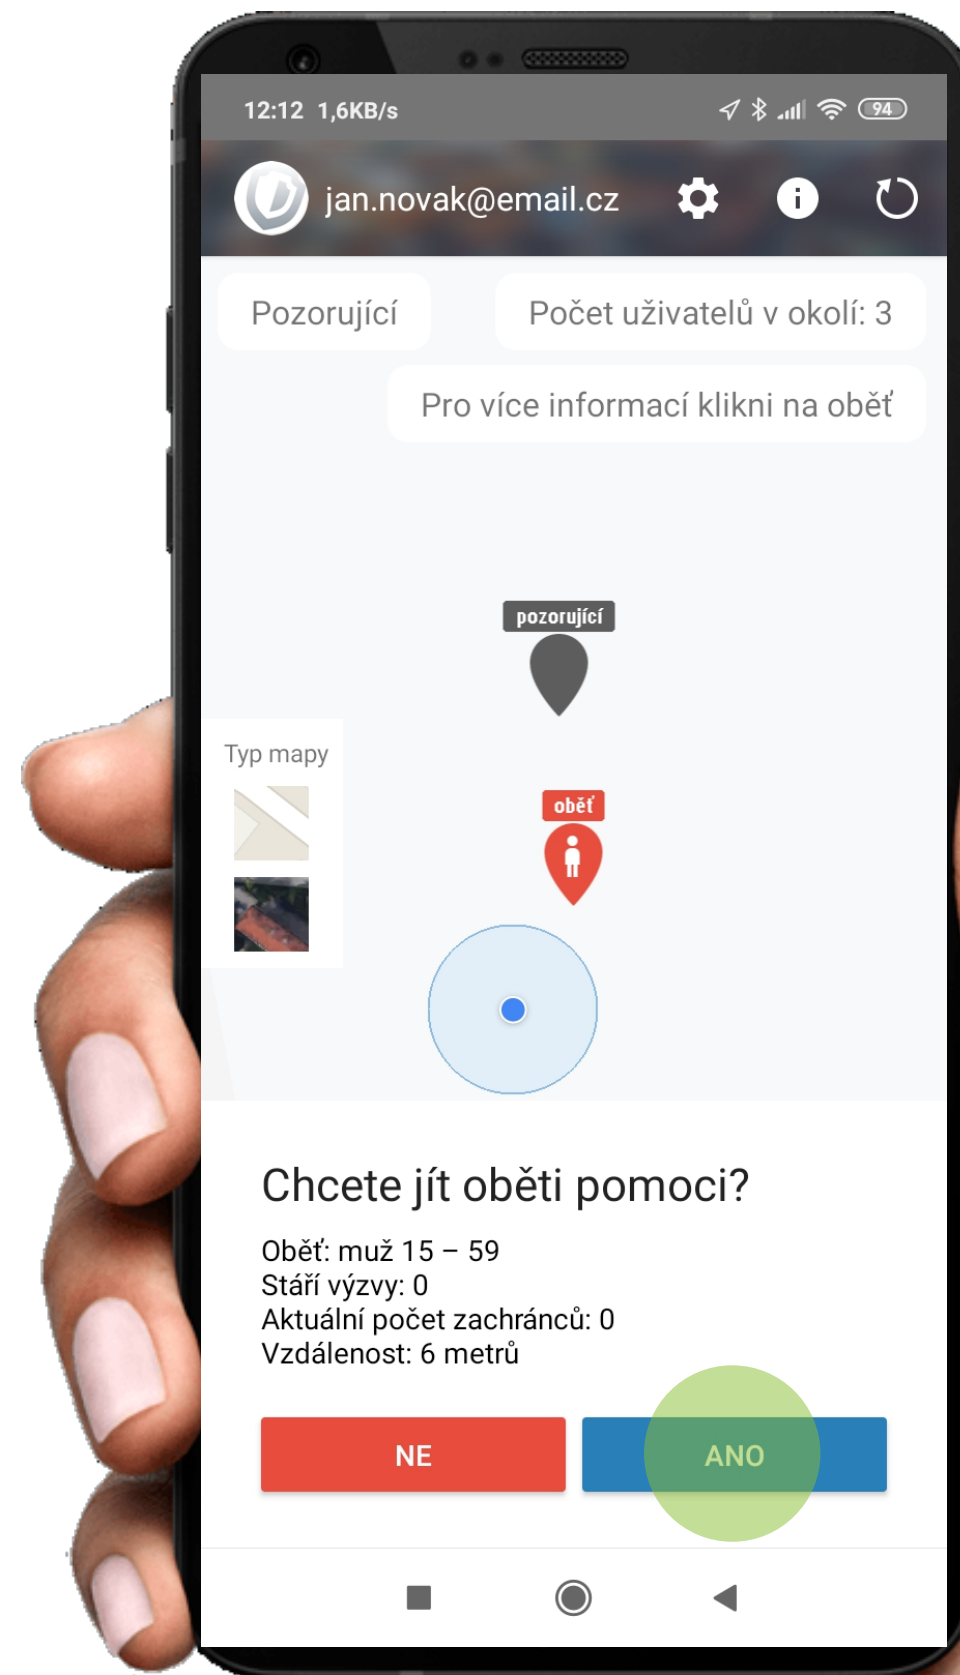 12:12 1,6KB/s
94
jan.novak@email.cz
Pozorující
Počet uživatelů v okolí: 3
Pro více informací klikni na oběť
pozorující
Typ mapy
oběť
Chcete jít oběti pomoci?
Oběť: muž 15 – 59
Stáří výzvy: 0
Aktuální počet zachránců: 0
Vzdálenost: 6 metrů
NE
ANO